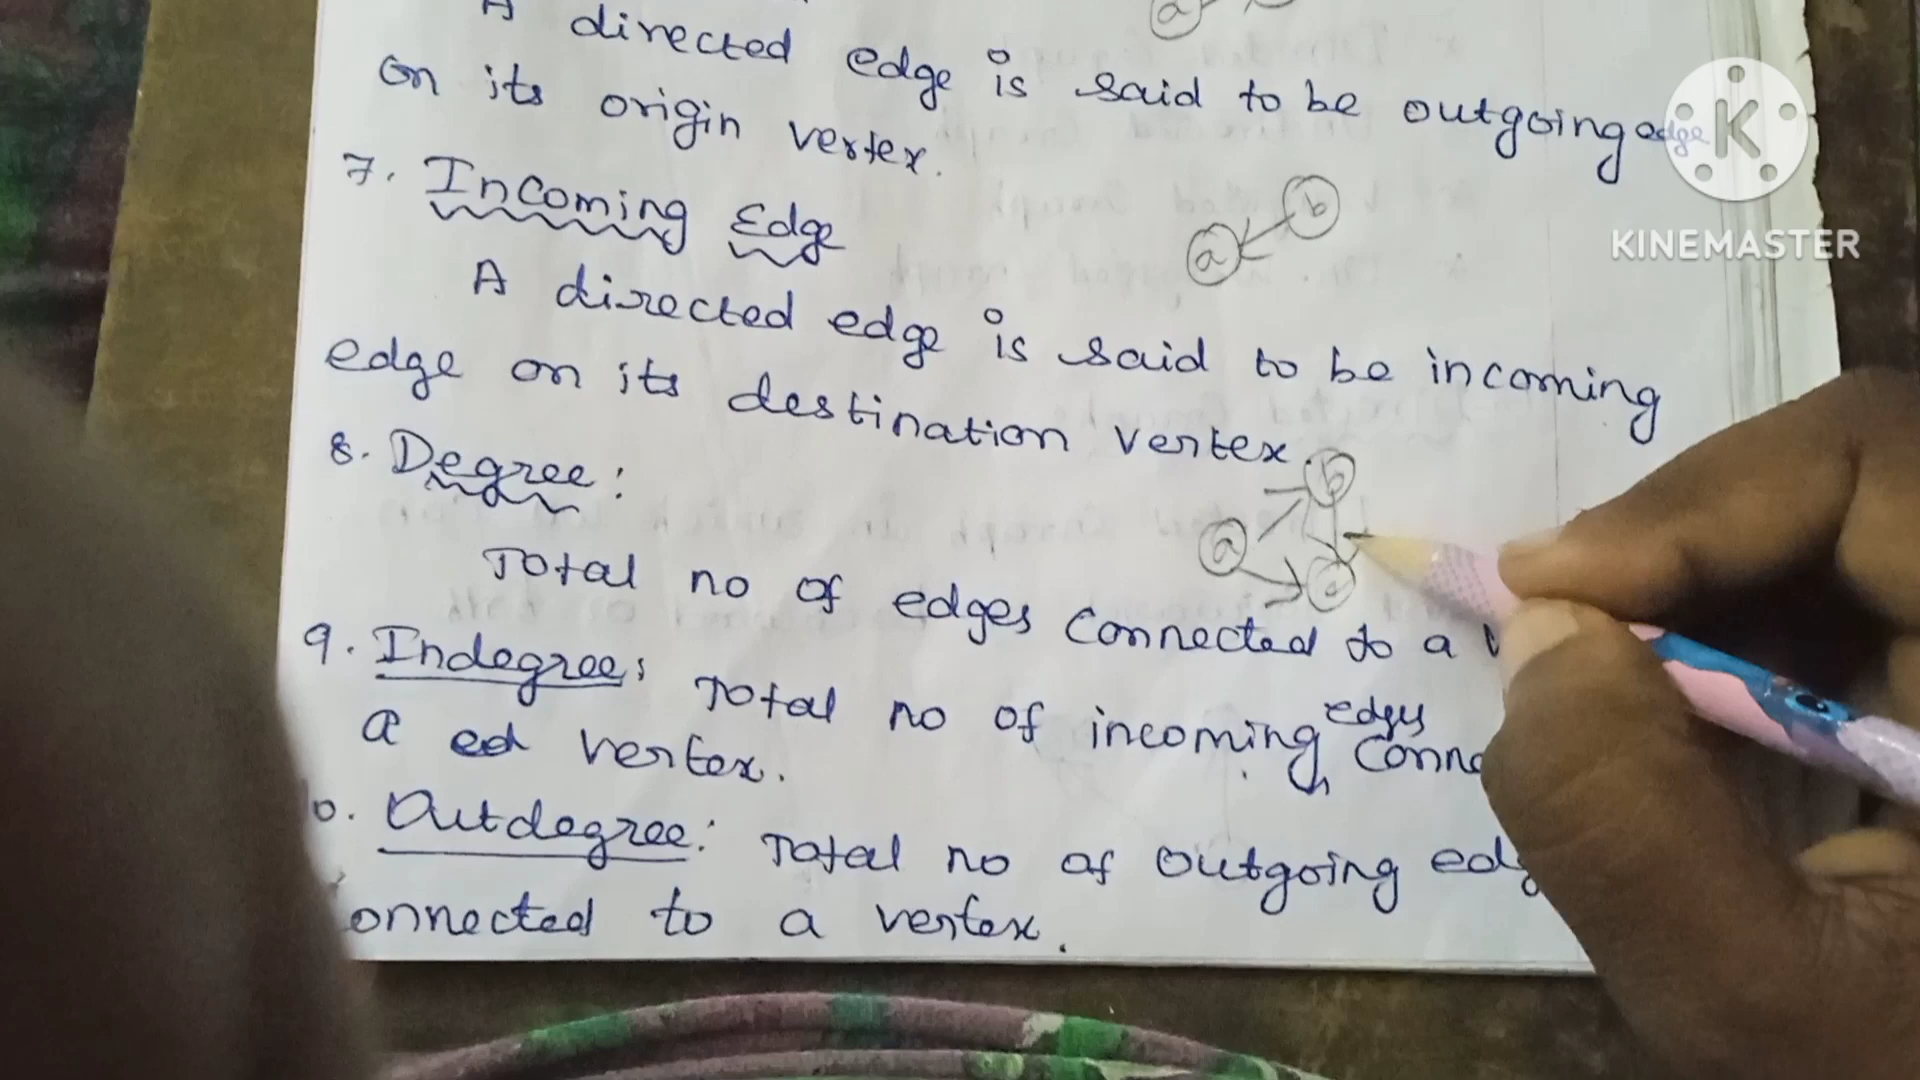 A directed edge is said to be outgoing edge
on its origin vertex.
7. Incoming Edge
a b
A directed edge is said to be incoming
edge on its destination vertex.
8. Degree:
a b
Total no of edges connected to a
9. Indegree: Total no of incoming edges
a ed vertex.
Outdegree: Total no of outgoing
connected to a vertex.
K
KINEMASTER